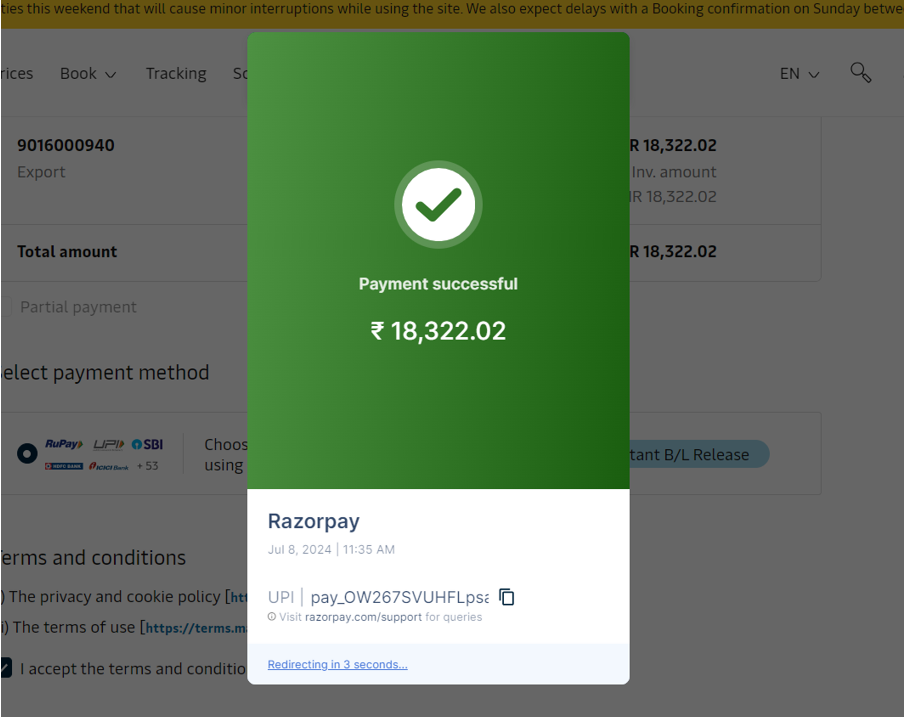 ties this weekend that will cause minor interruptions while using the site. We also expect delays with a Booking confirmation on Sunday betwe
rices Book Tracking Sc EN
9016000940 R 18,322.02
Export Inv. amount
R 18,322.02
Total amount R 18,322.02
Partial payment
Payment successful
₹ 18,322.02
elect payment method
RuPay UPI SBI
HDFC BANK ICICI Bank + 53
Choos
using
tant B/L Release
Razorpay
Jul 8, 2024 | 11:35 AM
erms and conditions
) The privacy and cookie policy [htt
i) The terms of use [https://terms.ma
UPI | pay_OW267SVUHFLpsa
Visit razorpay.com/support for queries
I accept the terms and conditio
Redirecting in 3 seconds...